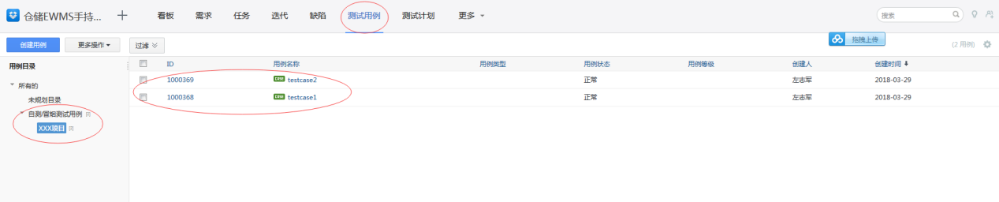 仓储EWMS手持... 看板 需求 任务 迭代 缺陷 测试用例 测试计划 更多 搜索
创建用例 更多操作 过滤 拖拽上传 (2 用例)
用例目录 ID 用例名称 用例类型 用例状态 用例等级 创建人 创建时间
所有的 1000369 CASE testcase2 正常 左志军 2018-03-29
未规划目录 1000368 CASE testcase1 正常 左志军 2018-03-29
自测/冒烟测试用例 [2]
XXX项目 [2]